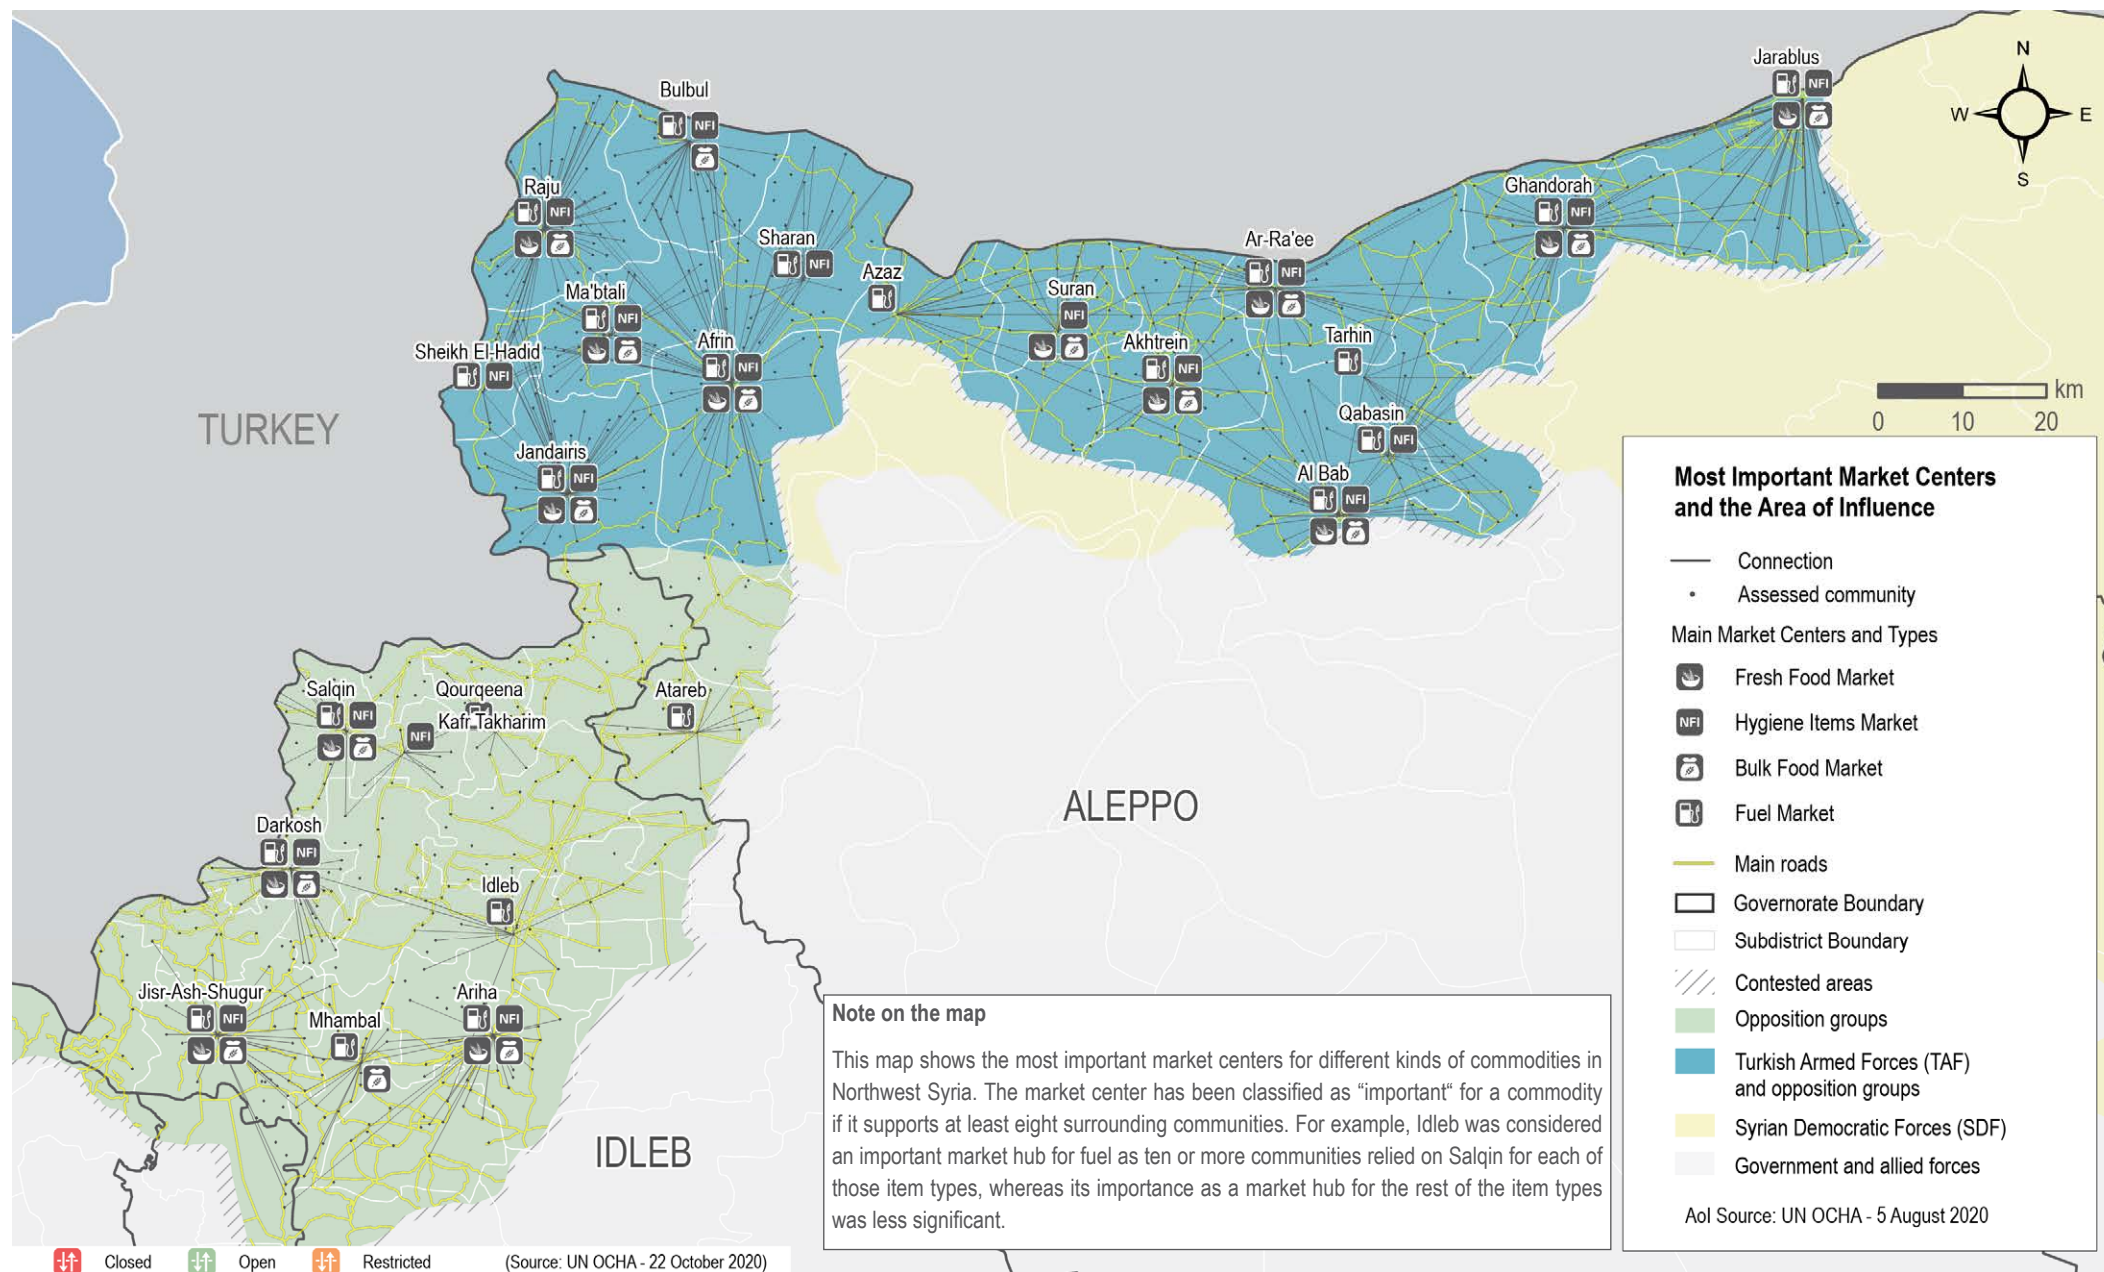 Jarablus
NFI
N
W
E
S
Bulbul
NFI
Raju
NFI
Ghandorah
NFI
Sharan
NFI
Ar-Ra'ee
NFI
Azaz
Suran
NFI
Ma'btali
NFI
Afrin
NFI
Akhtrein
NFI
Tarhin
Sheikh El-Hadid
NFI
km
0 10 20
TURKEY
Qabasin
NFI
Jandairis
NFI
Al Bab
NFI
Most Important Market Centers
and the Area of Influence
Connection
Assessed community
Main Market Centers and Types
Fresh Food Market
NFI Hygiene Items Market
Bulk Food Market
Fuel Market
Main roads
Governorate Boundary
Subdistrict Boundary
Contested areas
Opposition groups
Turkish Armed Forces (TAF)
and opposition groups
Syrian Democratic Forces (SDF)
Government and allied forces
AoI Source: UN OCHA - 5 August 2020
Salqin
NFI
Qourqeena
Kafr Takharim
NFI
Atareb
ALEPPO
Darkosh
NFI
Idleb
Jisr-Ash-Shugur
NFI
Mhambal
Ariha
NFI
IDLEB
Note on the map
This map shows the most important market centers for different kinds of commodities in
Northwest Syria. The market center has been classified as “important“ for a commodity
if it supports at least eight surrounding communities. For example, Idleb was considered
an important market hub for fuel as ten or more communities relied on Salqin for each of
those item types, whereas its importance as a market hub for the rest of the item types
was less significant.
Closed Open Restricted (Source: UN OCHA - 22 October 2020)